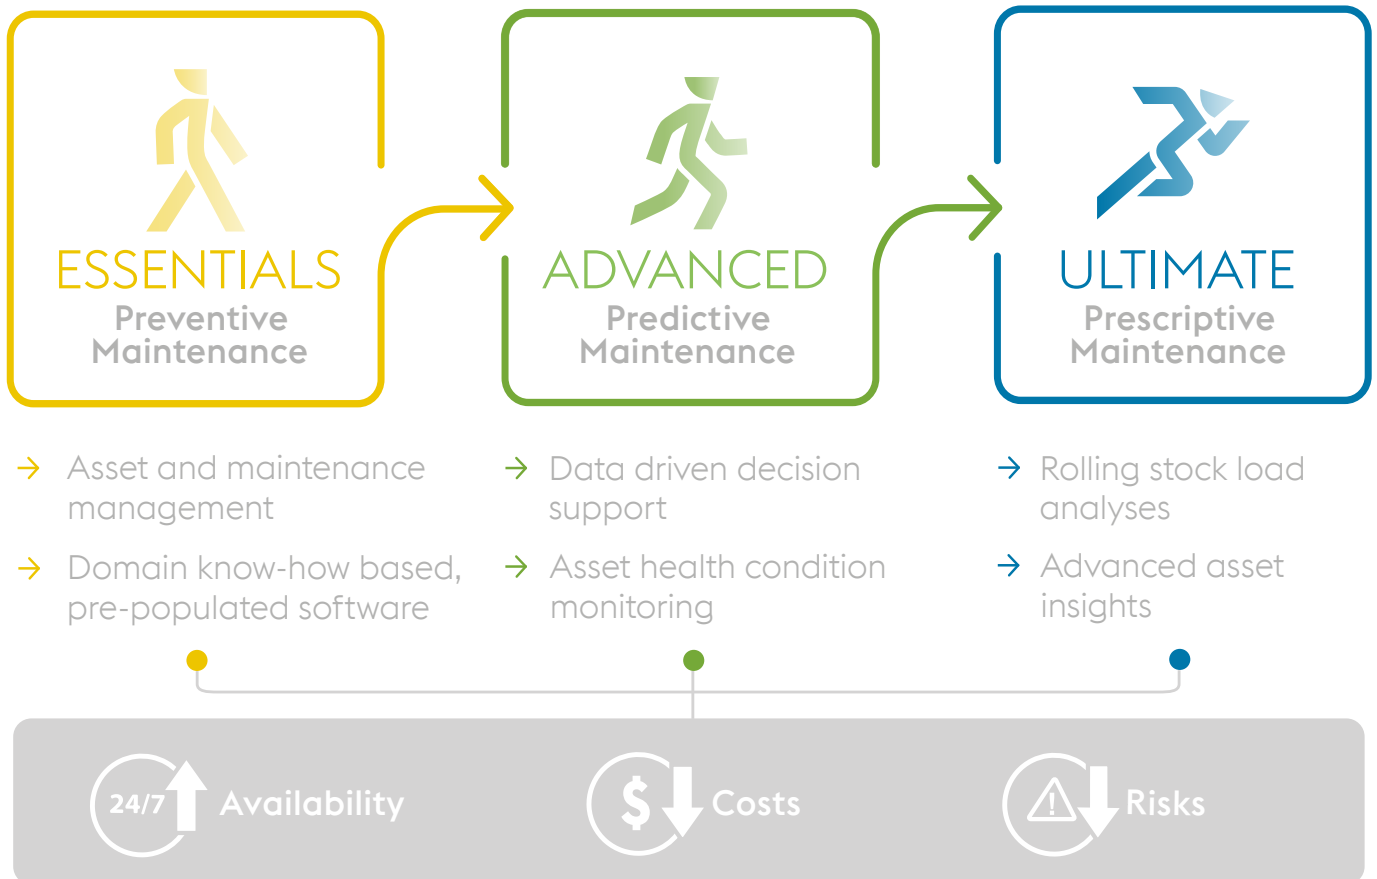 ESSENTIALS
Preventive
Maintenance
ADVANCED
Predictive
Maintenance
ULTIMATE
Prescriptive
Maintenance
→ Asset and maintenance
management
→ Domain know-how based,
pre-populated software
→ Data driven decision
support
→ Asset health condition
monitoring
→ Rolling stock load
analyses
→ Advanced asset
insights
24/7 Availability
$ Costs
! Risks